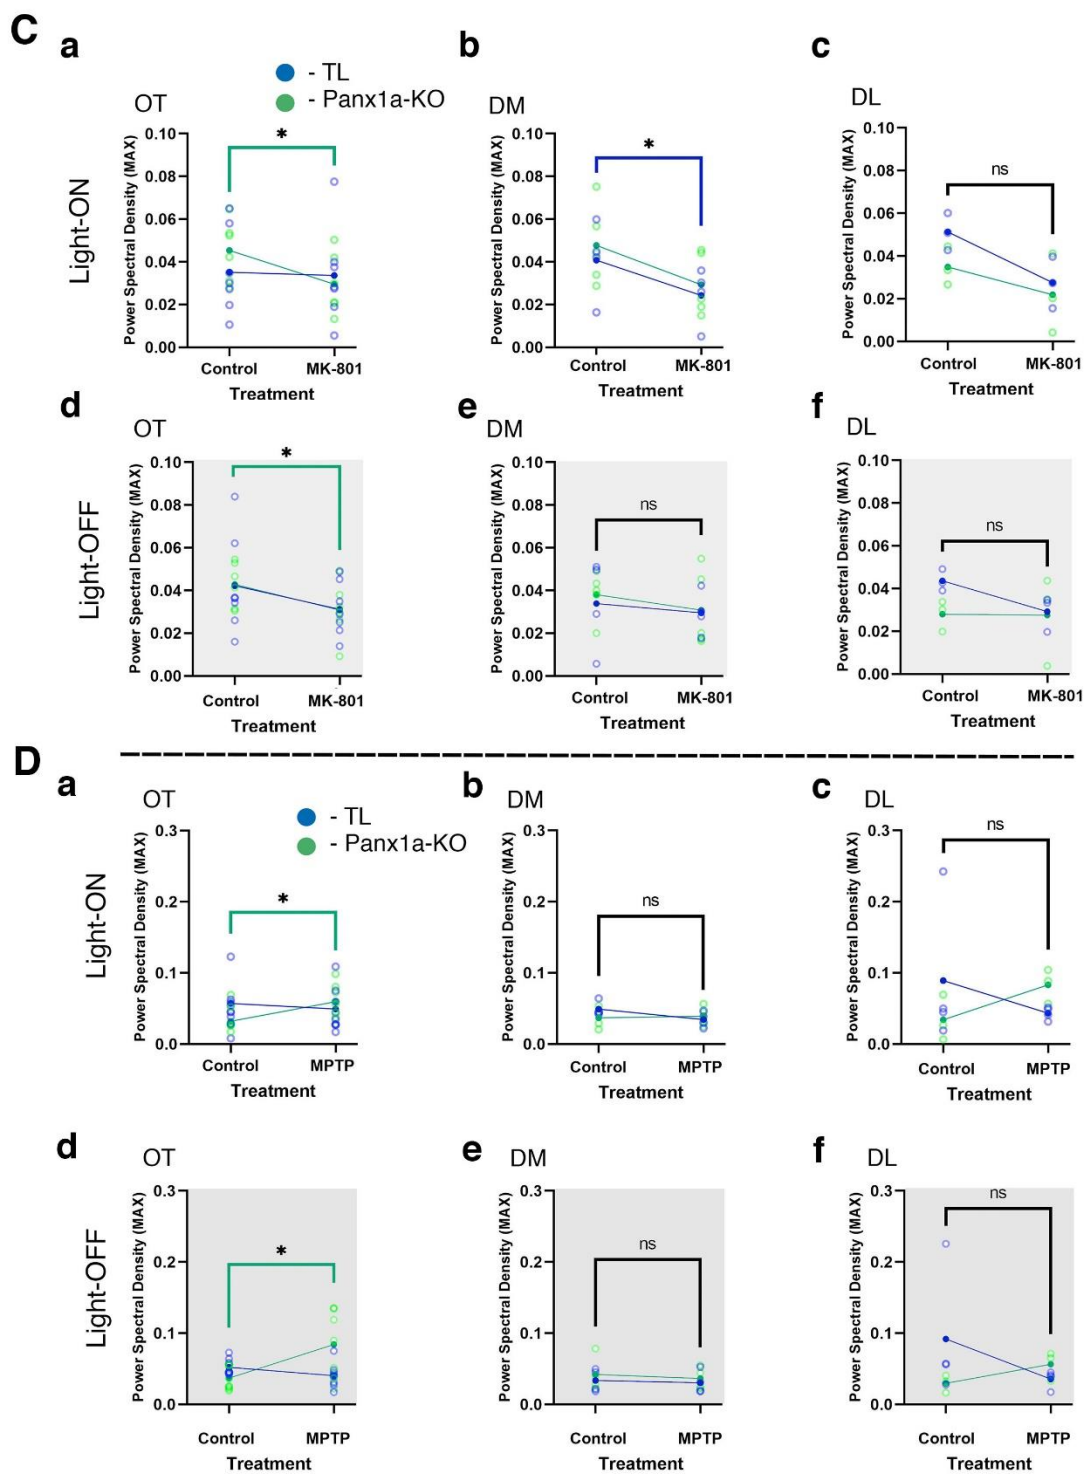 C
a
b
c
- TL
- Panx1a-KO
OT
DM
DL
Light-ON
Power Spectral Density (MAX)
0.10
0.08
0.06
0.04
0.02
0.00
*
Control
MK-801
Treatment
Power Spectral Density (MAX)
0.10
0.08
0.06
0.04
0.02
0.00
*
Control
MK-801
Treatment
Power Spectral Density (MAX)
0.10
0.08
0.06
0.04
0.02
0.00
ns
Control
MK-801
Treatment
d
e
f
OT
DM
DL
Light-OFF
Power Spectral Density (MAX)
0.10
0.08
0.06
0.04
0.02
0.00
*
Control
MK-801
Treatment
Power Spectral Density (MAX)
0.10
0.08
0.06
0.04
0.02
0.00
ns
Control
MK-801
Treatment
Power Spectral Density (MAX)
0.10
0.08
0.06
0.04
0.02
0.00
ns
Control
MK-801
Treatment
D
a
b
c
OT
DM
DL
- TL
- Panx1a-KO
Light-ON
Power Spectral Density (MAX)
0.3
0.2
0.1
0.0
*
Control
MPTP
Treatment
Power Spectral Density (MAX)
0.3
0.2
0.1
0.0
ns
Control
MPTP
Treatment
Power Spectral Density (MAX)
0.3
0.2
0.1
0.0
ns
Control
MPTP
Treatment
d
e
f
OT
DM
DL
Light-OFF
Power Spectral Density (MAX)
0.3
0.2
0.1
0.0
*
Control
MPTP
Treatment
Power Spectral Density (MAX)
0.3
0.2
0.1
0.0
ns
Control
MPTP
Treatment
Power Spectral Density (MAX)
0.3
0.2
0.1
0.0
ns
Control
MPTP
Treatment